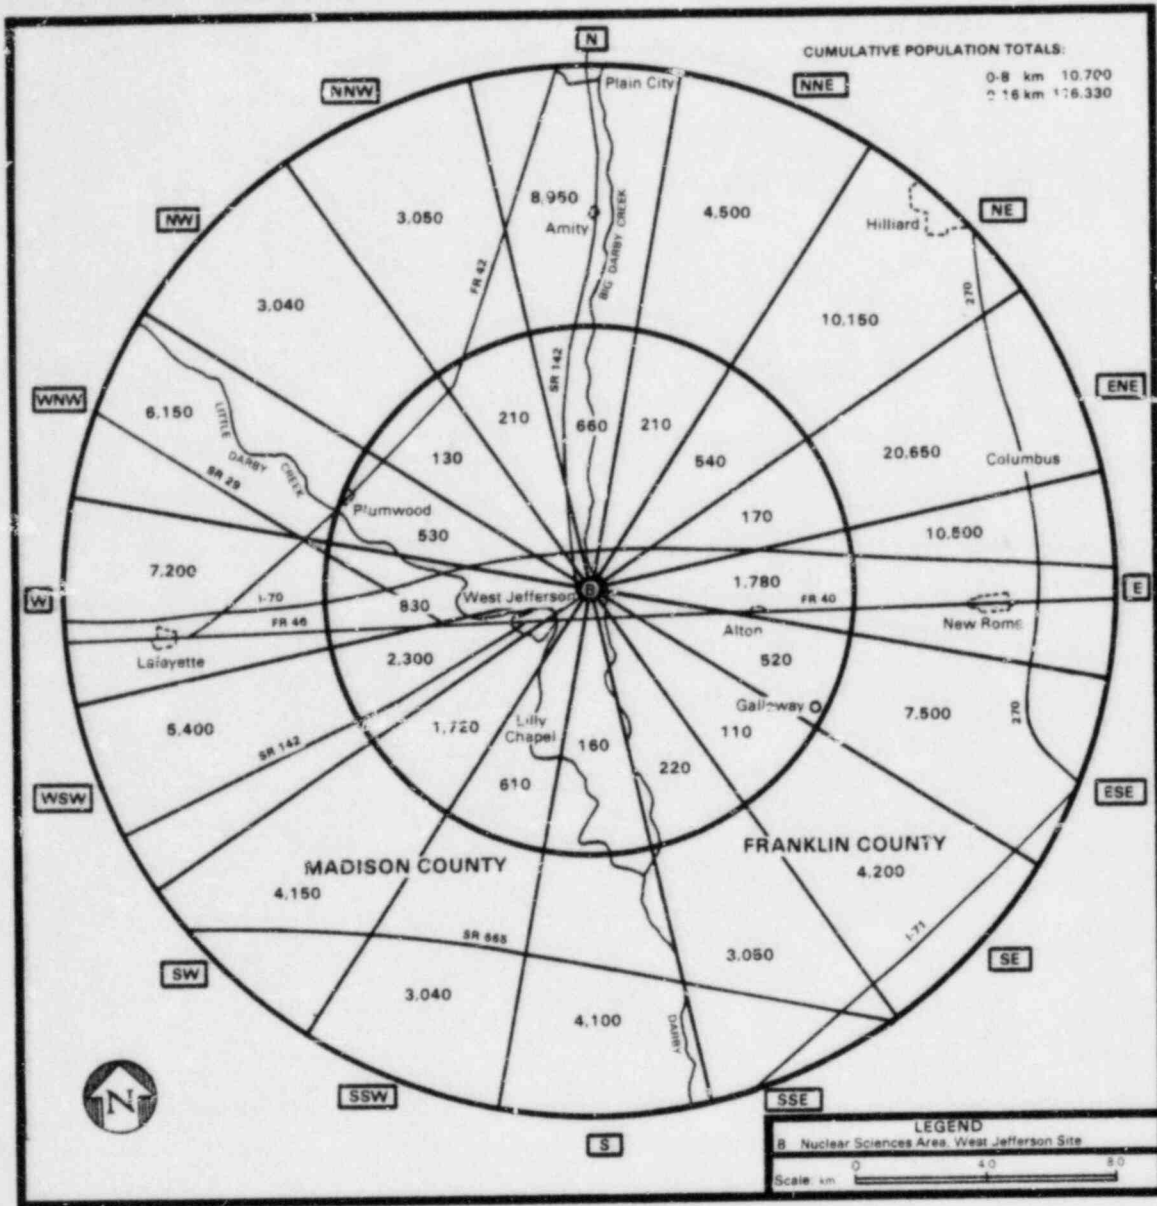 N
CUMULATIVE POPULATION TOTALS:
0-8 km 10.700
16 km
NNW
Plain City
NNE
NW
3,050
8,950
Amity
BIG DARBY CREEK
4,500
Hilliard
NE
FR 42
270
3,040
10,150
SR 142
WNW
6,150
LITTLE DARBY CREEK
SR 29
ENE
210
660
210
130
540
20,650
Columbus
Plumwood
530
170
10,500
7,200
I-70
1,780
W
West Jefferson
B
E
830
FR 40
FR 46
Alton
New Rome
Lafayette
2,300
520
Galloway
5,400
SR 142
1,720
Lilly
Chapel
160
110
7,500
270
220
610
WSW
ESE
MADISON COUNTY
FRANKLIN COUNTY
4,150
4,200
SR 665
I-71
SW
3,050
SE
3,040
4,100
DARBY
N
SSW
SSE
S
LEGEND
B Nuclear Sciences Area, West Jefferson Site
Scale: km 0 4.0 8.0